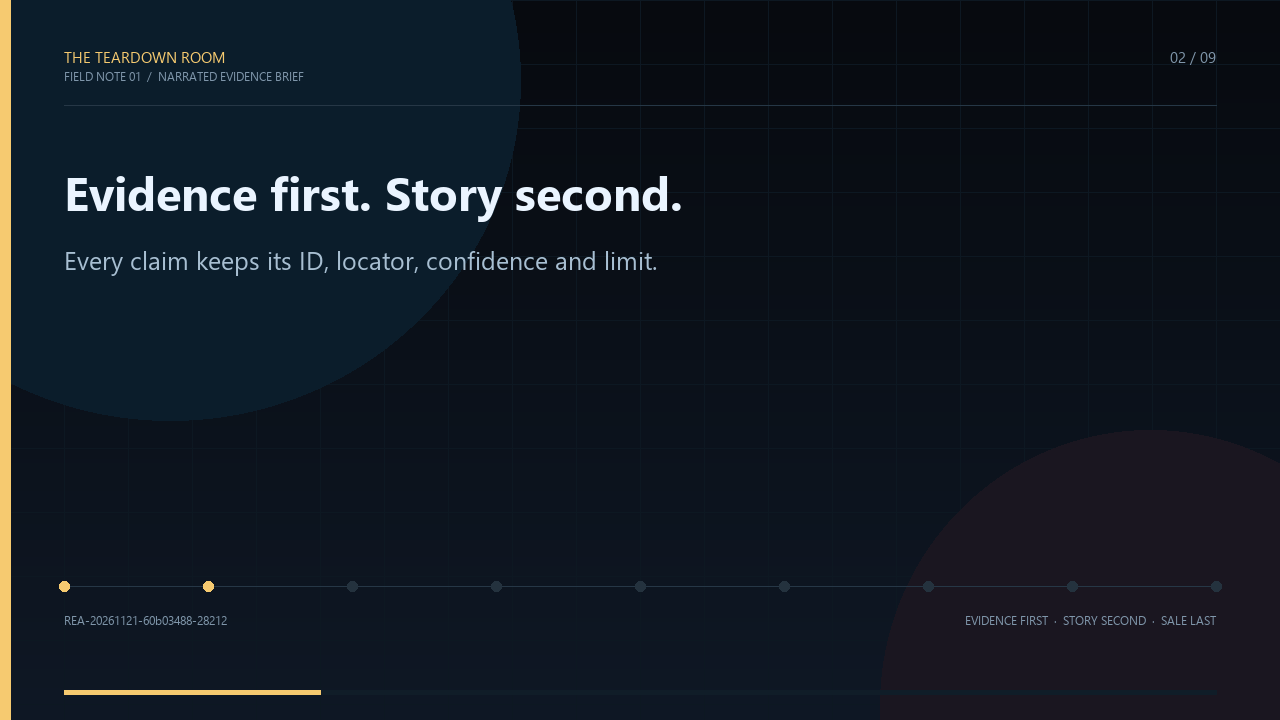 THE TEARDOWN ROOM
02 / 09
FIELD NOTE 01 / NARRATED EVIDENCE BRIEF
Evidence first. Story second.
Every claim keeps its ID, locator, confidence and limit.
REA-20261121-60b03488-28212
EVIDENCE FIRST · STORY SECOND · SALE LAST